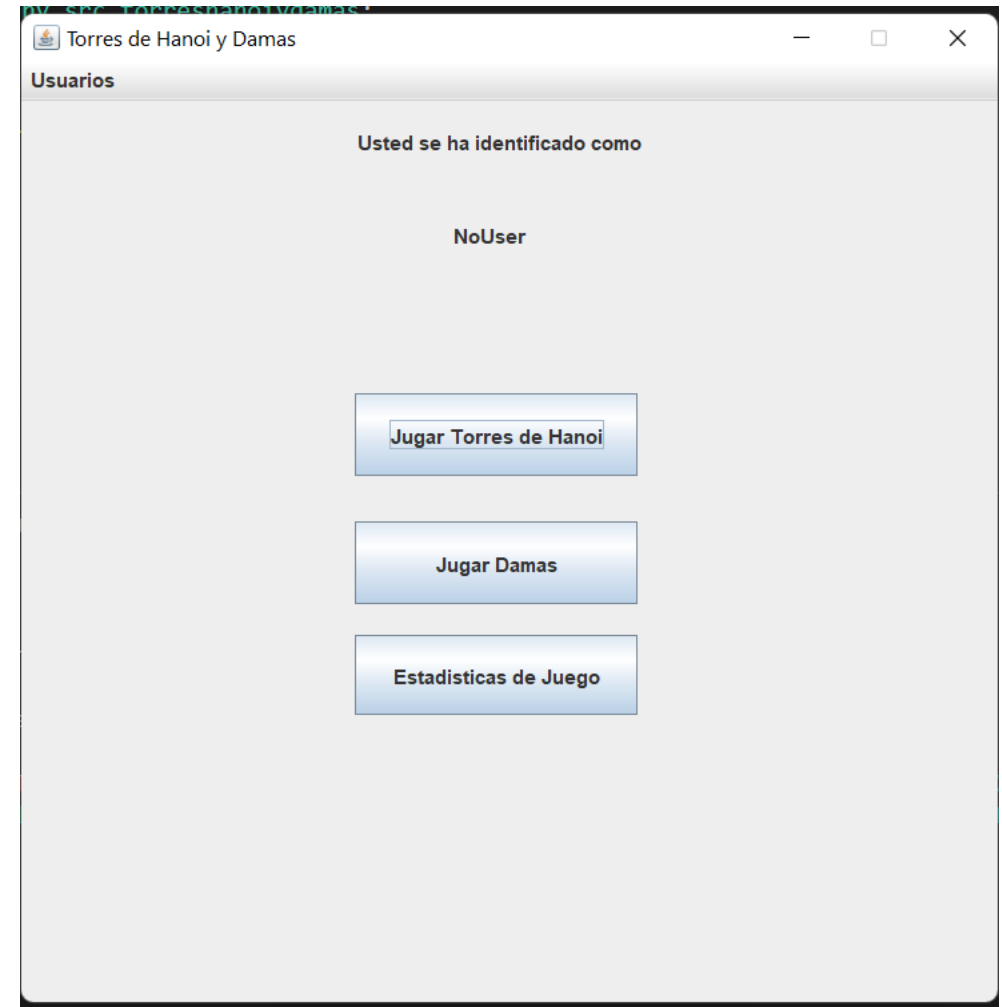 Torres de Hanoi y Damas
Usuarios
Usted se ha identificado como
NoUser
Jugar Torres de Hanoi
Jugar Damas
Estadisticas de Juego